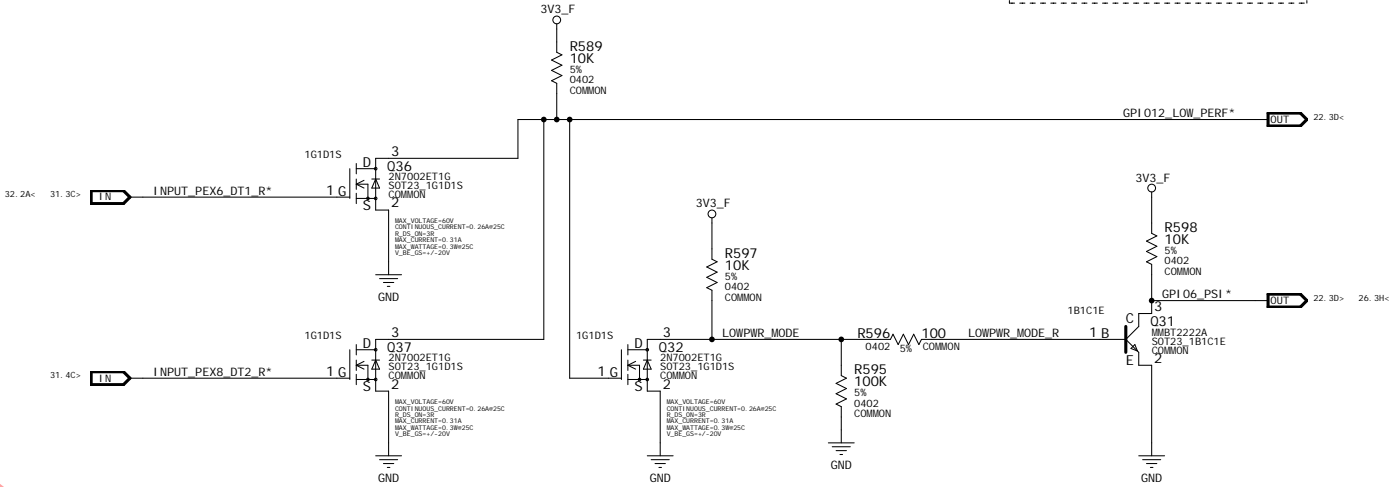 3V3_F
R589
10K
5%
0402
COMMON
GPIO12_LOW_PERF*
OUT
22.3D<
1G1D1S
D
3
Q36
2N7002ET1G
SOT23_1G1D1S
COMMON
32.2A<
31.3C>
IN
INPUT_PEX6_DT1_R*
1 G
S
2
MAX_VOLTAGE=60V
CONTINUOUS_CURRENT=0.26A@25C
R_DS_ON=3R
MAX_CURRENT=0.31A
MAX_WATTAGE=0.3W@25C
V_BE_GS=+/-20V
GND
3V3_F
R597
10K
5%
0402
COMMON
3V3_F
R598
10K
5%
0402
COMMON
GPIO6_PSI*
OUT
22.3D>
26.3H<
1G1D1S
D
3
Q37
2N7002ET1G
SOT23_1G1D1S
COMMON
31.4C>
IN
INPUT_PEX8_DT2_R*
1 G
S
2
MAX_VOLTAGE=60V
CONTINUOUS_CURRENT=0.26A@25C
R_DS_ON=3R
MAX_CURRENT=0.31A
MAX_WATTAGE=0.3W@25C
V_BE_GS=+/-20V
GND
1G1D1S
D
3
Q32
2N7002ET1G
SOT23_1G1D1S
COMMON
1 G
S
2
MAX_VOLTAGE=60V
CONTINUOUS_CURRENT=0.26A@25C
R_DS_ON=3R
MAX_CURRENT=0.31A
MAX_WATTAGE=0.3W@25C
V_BE_GS=+/-20V
GND
LOWPWR_MODE
R596
100
0402
5%
COMMON
LOWPWR_MODE_R
R595
100K
5%
0402
COMMON
GND
1B1C1E
1 B
C
3
Q31
MMBT2222A
SOT23_1B1C1E
COMMON
E
2
GND